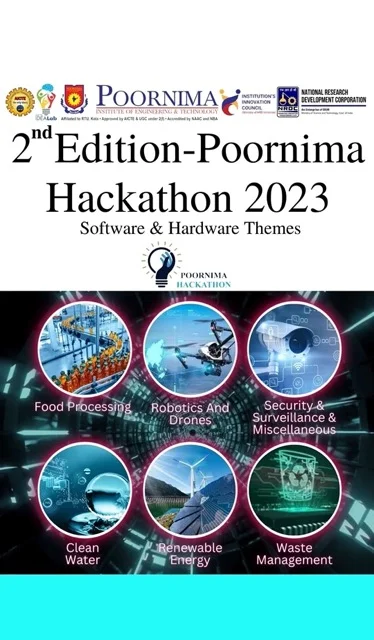 IDEALab
POORNIMA
INSTITUTE OF ENGINEERING & TECHNOLOGY
Affiliated to RTU, Kota • Approved by AICTE & UGC under 2(f) • Accredited by NAAC and NBA
INSTITUTION'S
INNOVATION
COUNCIL
NRDC
NATIONAL RESEARCH
DEVELOPMENT CORPORATION
2nd Edition-Poornima
Hackathon 2023
Software & Hardware Themes
POORNIMA
HACKATHON
Food Processing
Robotics And
Drones
Security &
Surveillance &
Miscellaneous
Clean
Water
Renewable
Energy
Waste
Management